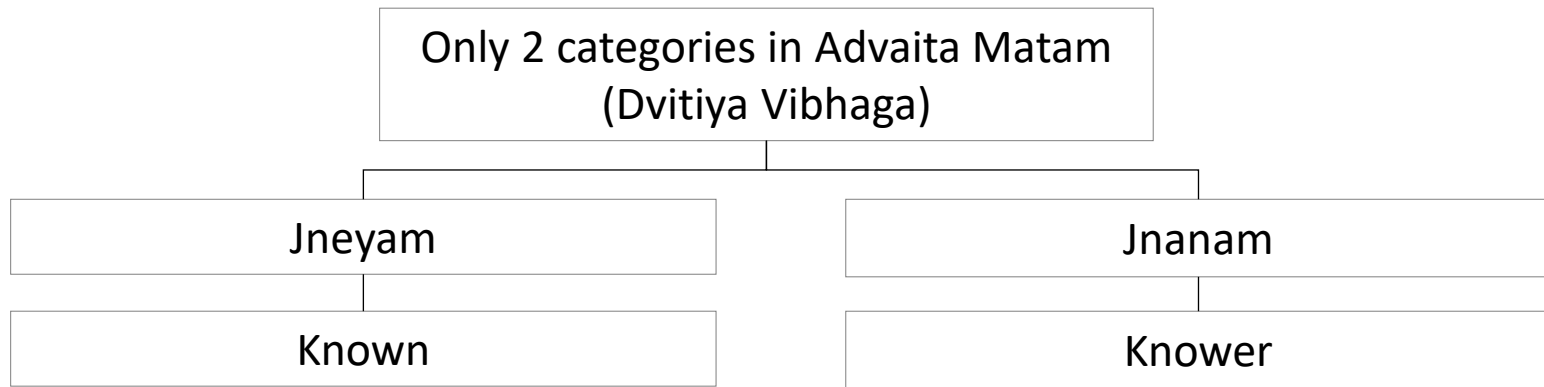 Only 2 categories in Advaita Matam
(Dvitiya Vibhaga)
Jneyam
Jnanam
Known
Knower